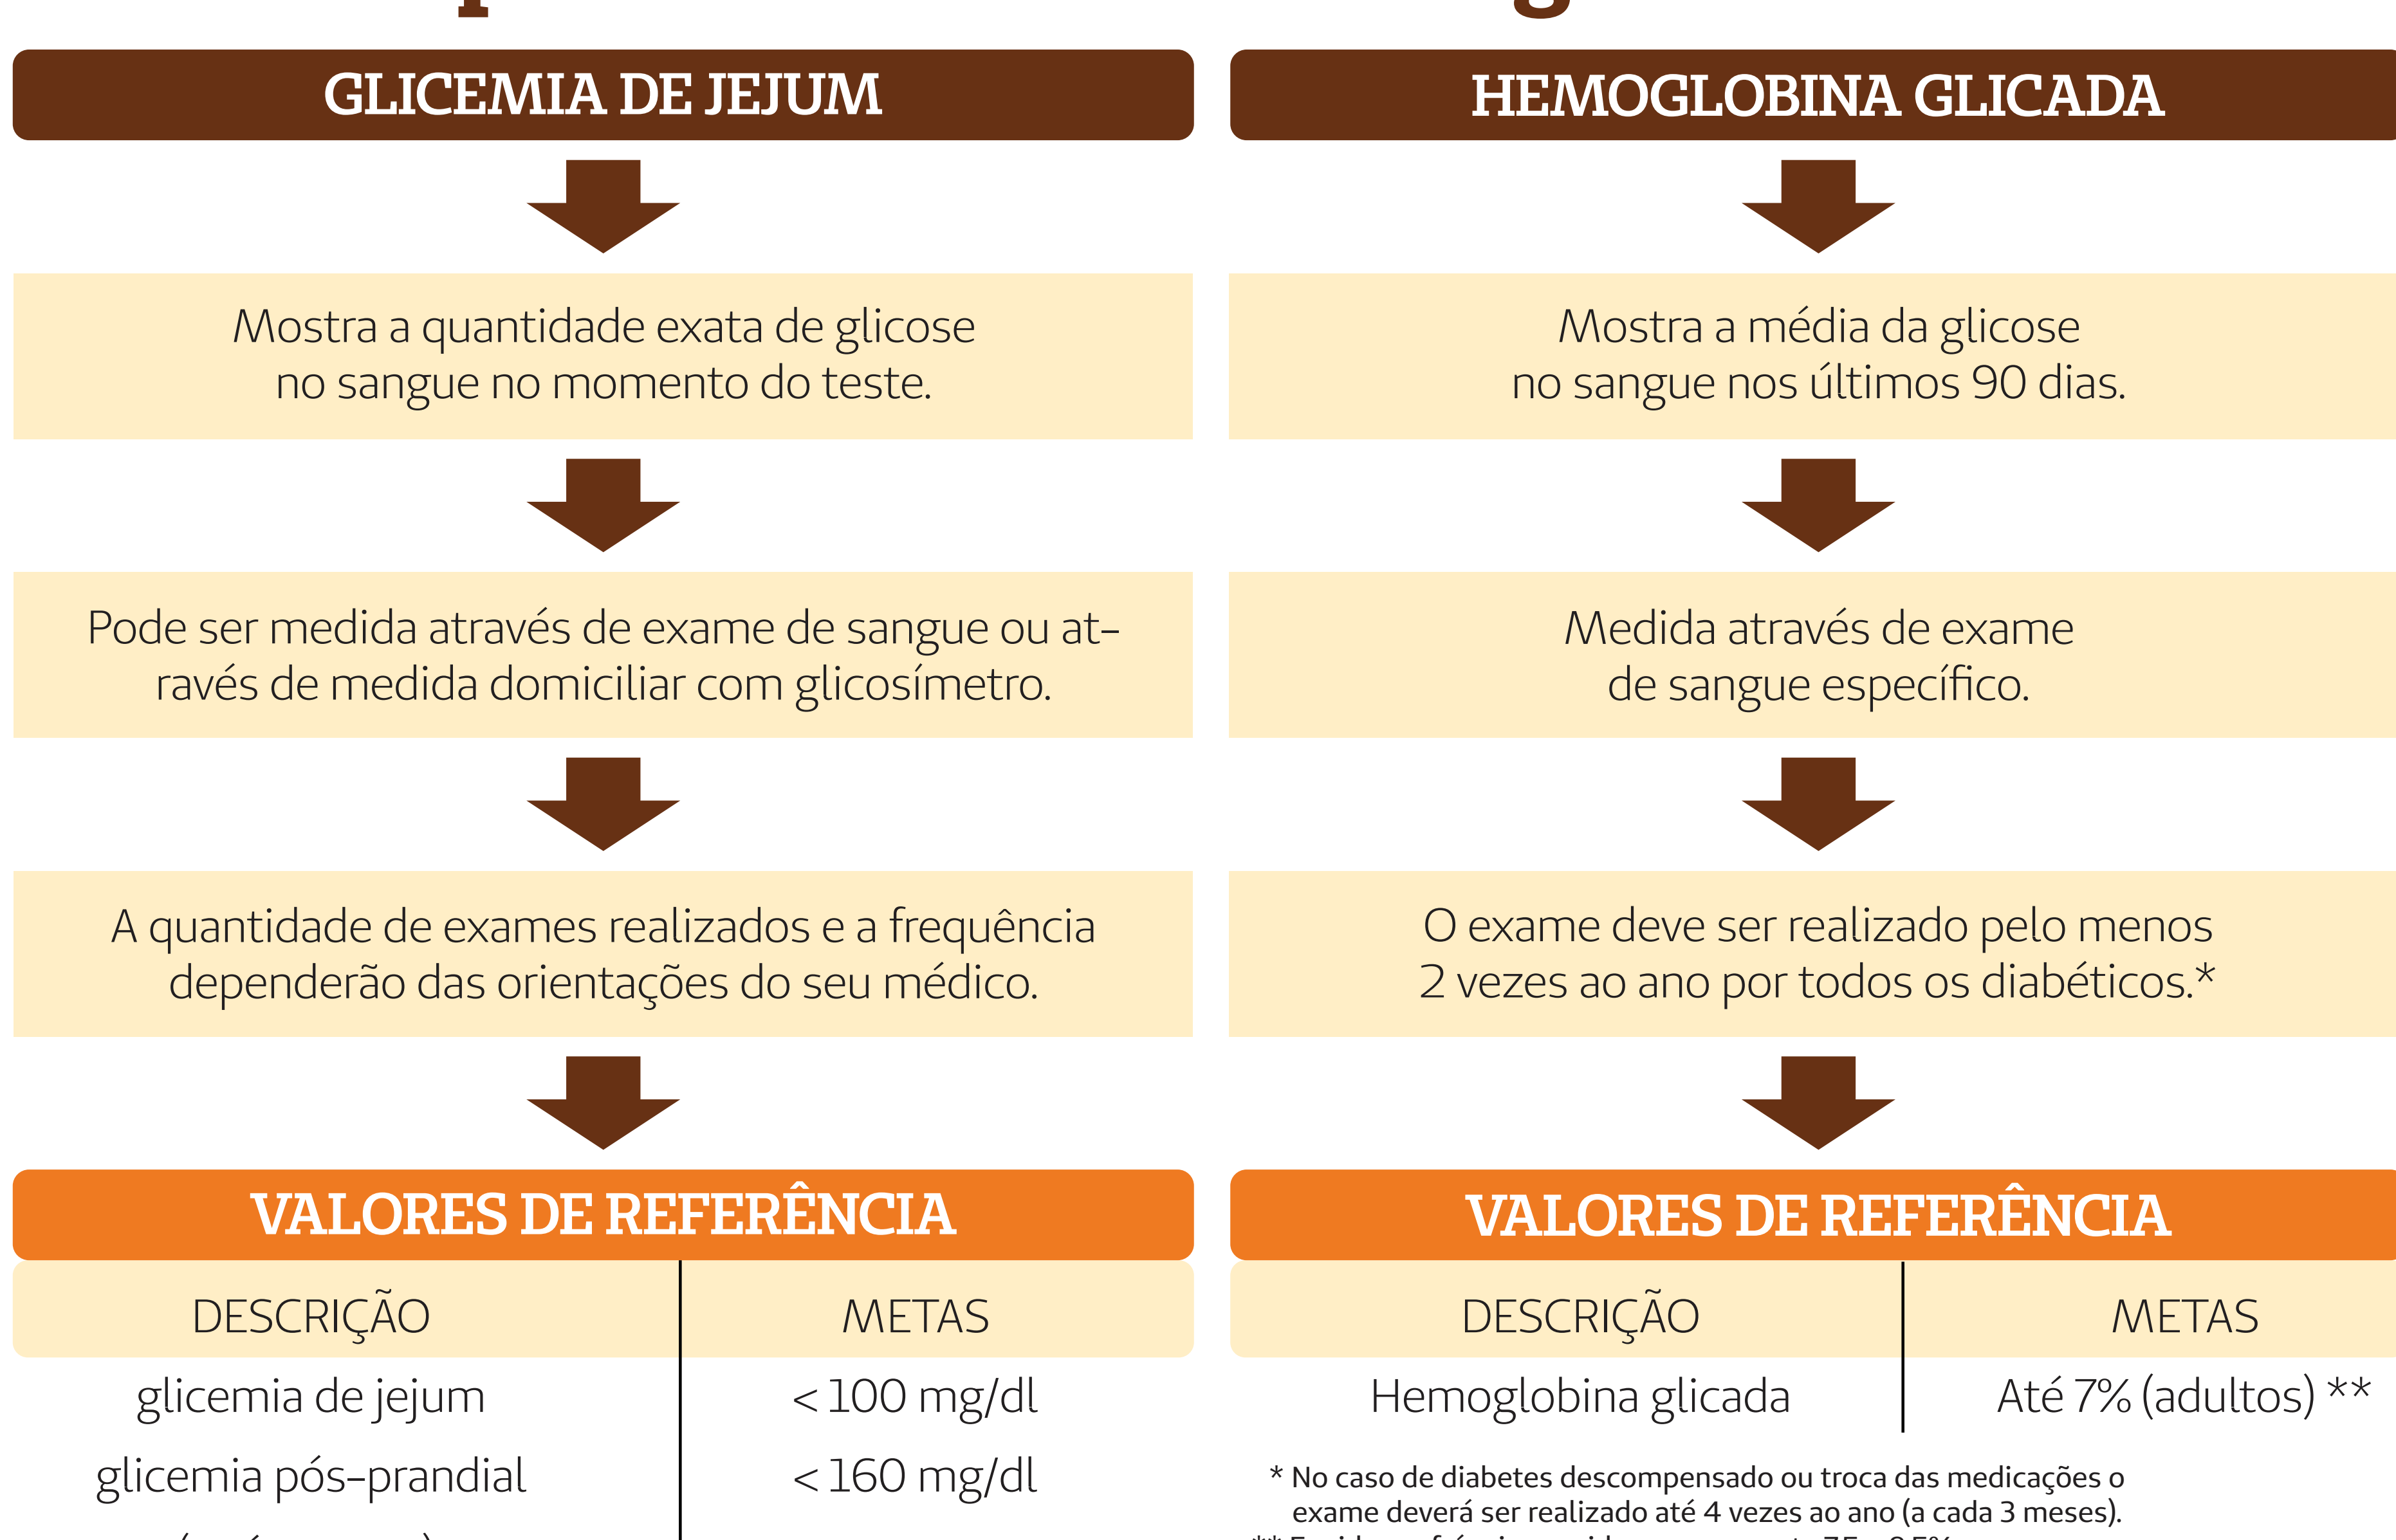 GLICEMIA DE JEJUM
Mostra a quantidade exata de glicose
no sangue no momento do teste.
Pode ser medida através de exame de sangue ou at-
ravés de medida domiciliar com glicosímetro.
A quantidade de exames realizados e a frequência
dependerão das orientações do seu médico.
VALORES DE REFERÊNCIA
DESCRIÇÃO METAS
glicemia de jejum < 100 mg/dl
glicemia pós-prandial < 160 mg/dl
HEMOGLOBINA GLICADA
Mostra a média da glicose
no sangue nos últimos 90 dias.
Medida através de exame
de sangue específico.
O exame deve ser realizado pelo menos
2 vezes ao ano por todos os diabéticos.*
VALORES DE REFERÊNCIA
DESCRIÇÃO METAS
Hemoglobina glicada Até 7% (adultos) **
* No caso de diabetes descompensado ou troca das medicações o
exame deverá ser realizado até 4 vezes ao ano (a cada 3 meses).